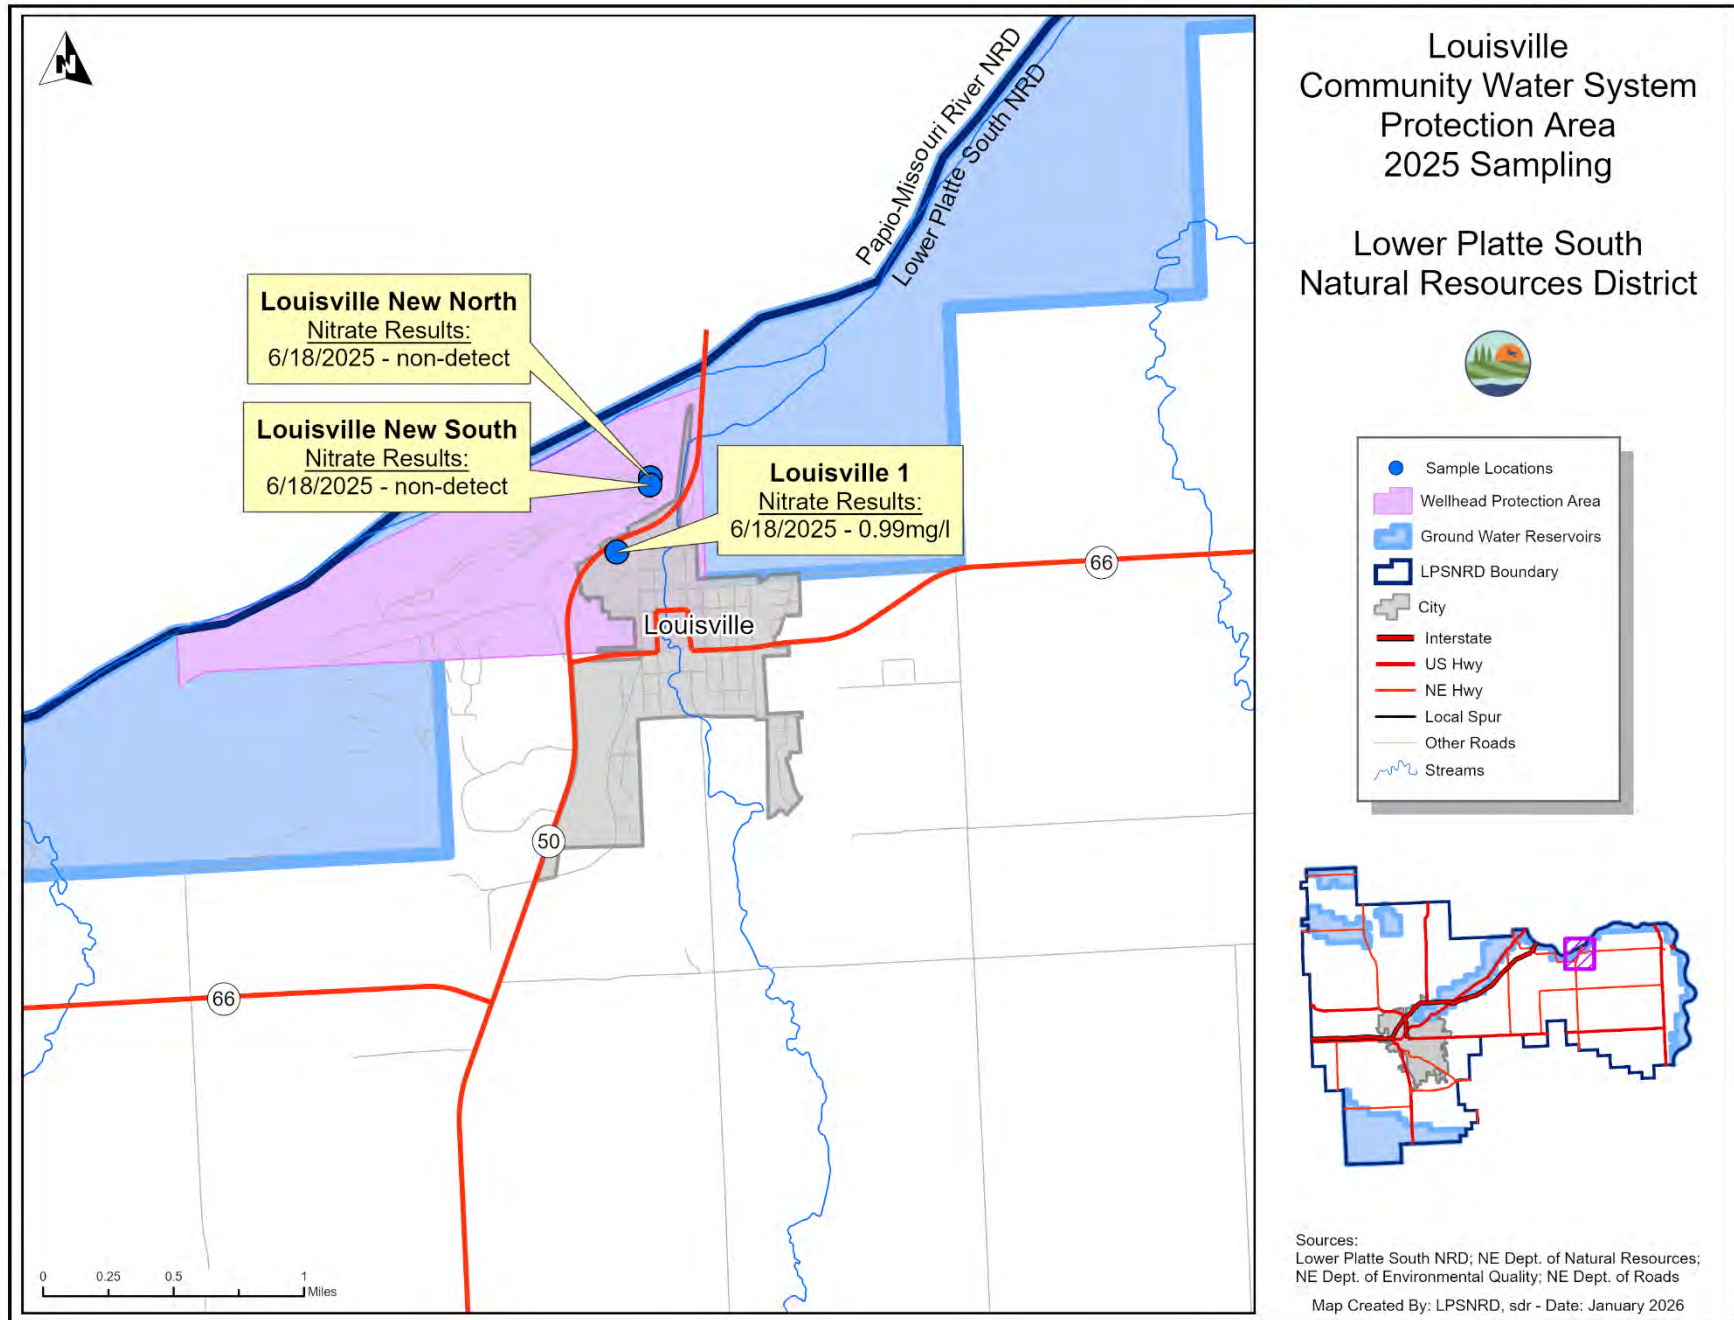 N
Papio-Missouri River NRD
Lower Platte South NRD
Louisville New North
Nitrate Results:
6/18/2025 - non-detect
Louisville New South
Nitrate Results:
6/18/2025 - non-detect
Louisville 1
Nitrate Results:
6/18/2025 - 0.99mg/l
66
Louisville
50
66
0 0.25 0.5 1
Miles
Louisville
Community Water System
Protection Area
2025 Sampling
Lower Platte South
Natural Resources District
Sample Locations
Wellhead Protection Area
Ground Water Reservoirs
LPSNRD Boundary
City
Interstate
US Hwy
NE Hwy
Local Spur
Other Roads
Streams
Sources:
Lower Platte South NRD; NE Dept. of Natural Resources;
NE Dept. of Environmental Quality; NE Dept. of Roads
Map Created By: LPSNRD, sdr - Date: January 2026